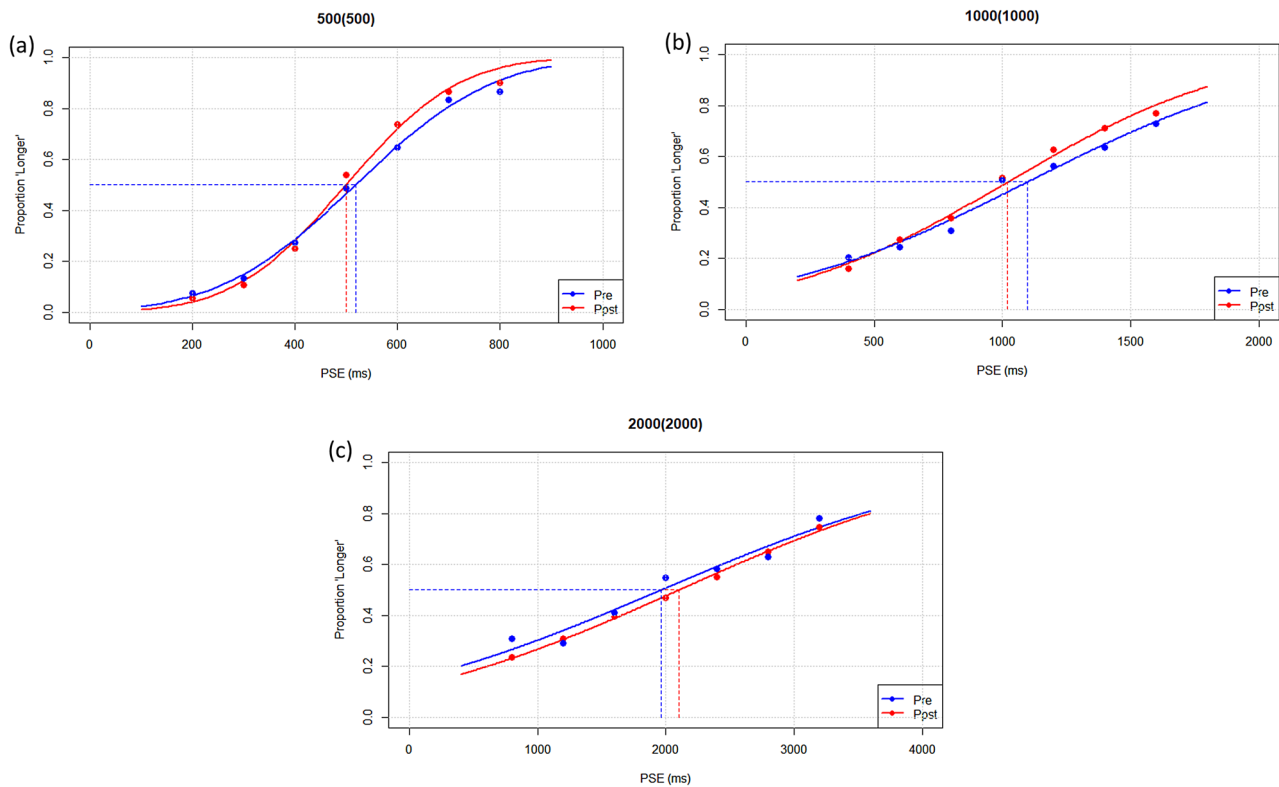 500(500)
(a)
Proportion 'Longer'
0.0 0.2 0.4 0.6 0.8 1.0
0 200 400 600 800 1000
PSE (ms)
Pre
Ppst
1000(1000)
(b)
Proportion 'Longer'
0.0 0.2 0.4 0.6 0.8 1.0
0 500 1000 1500 2000
PSE (ms)
Pre
Ppst
2000(2000)
(c)
Proportion 'Longer'
0.0 0.2 0.4 0.6 0.8 1.0
0 1000 2000 3000 4000
PSE (ms)
Pre
Ppst